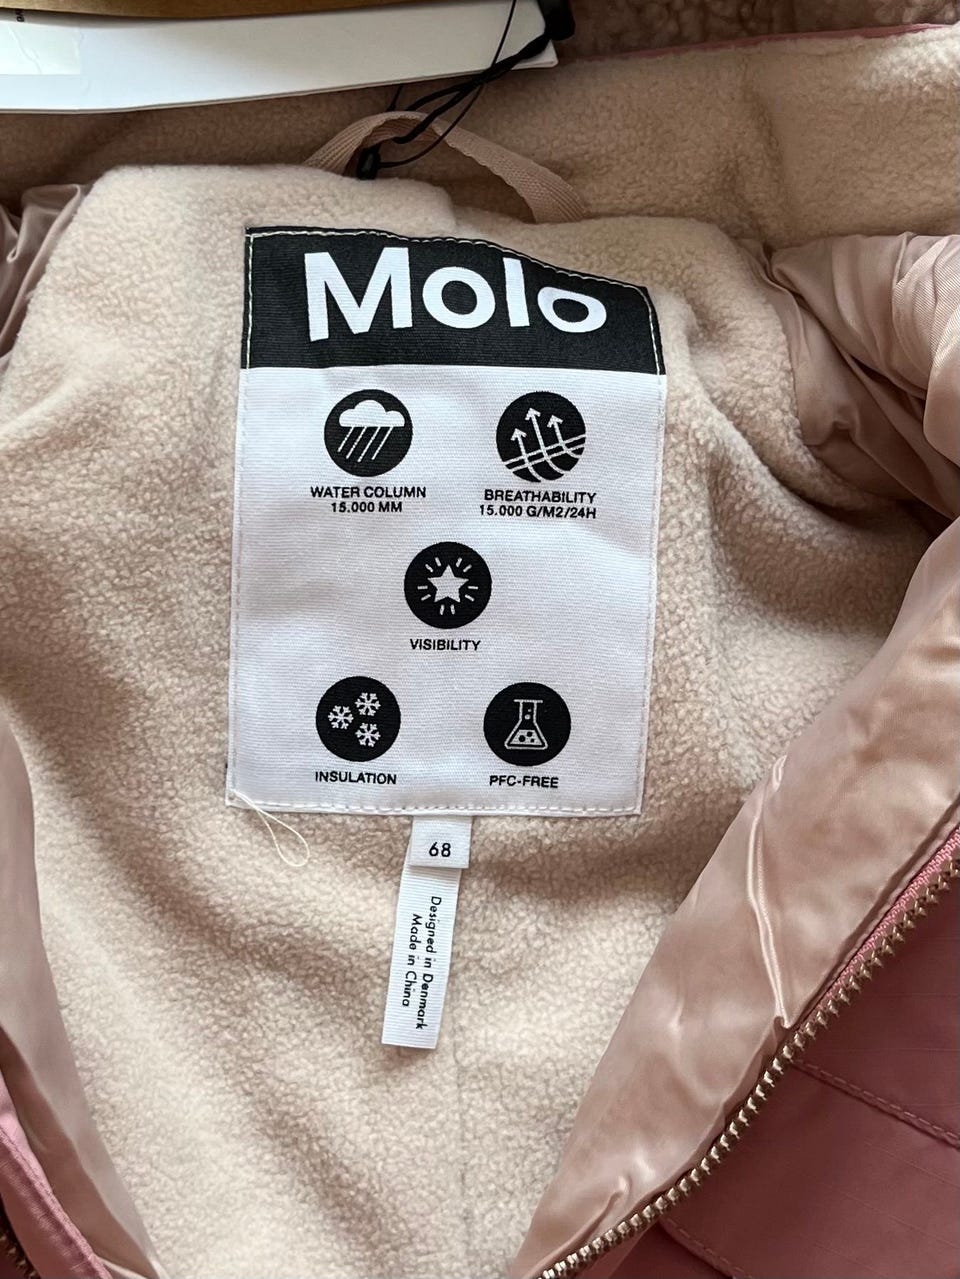 Molo
WATER COLUMN
15.000 MM
BREATHABILITY
15.000 G/M2/24H
VISIBILITY
INSULATION
PFC-FREE
68
Designed in Denmark
Made in China